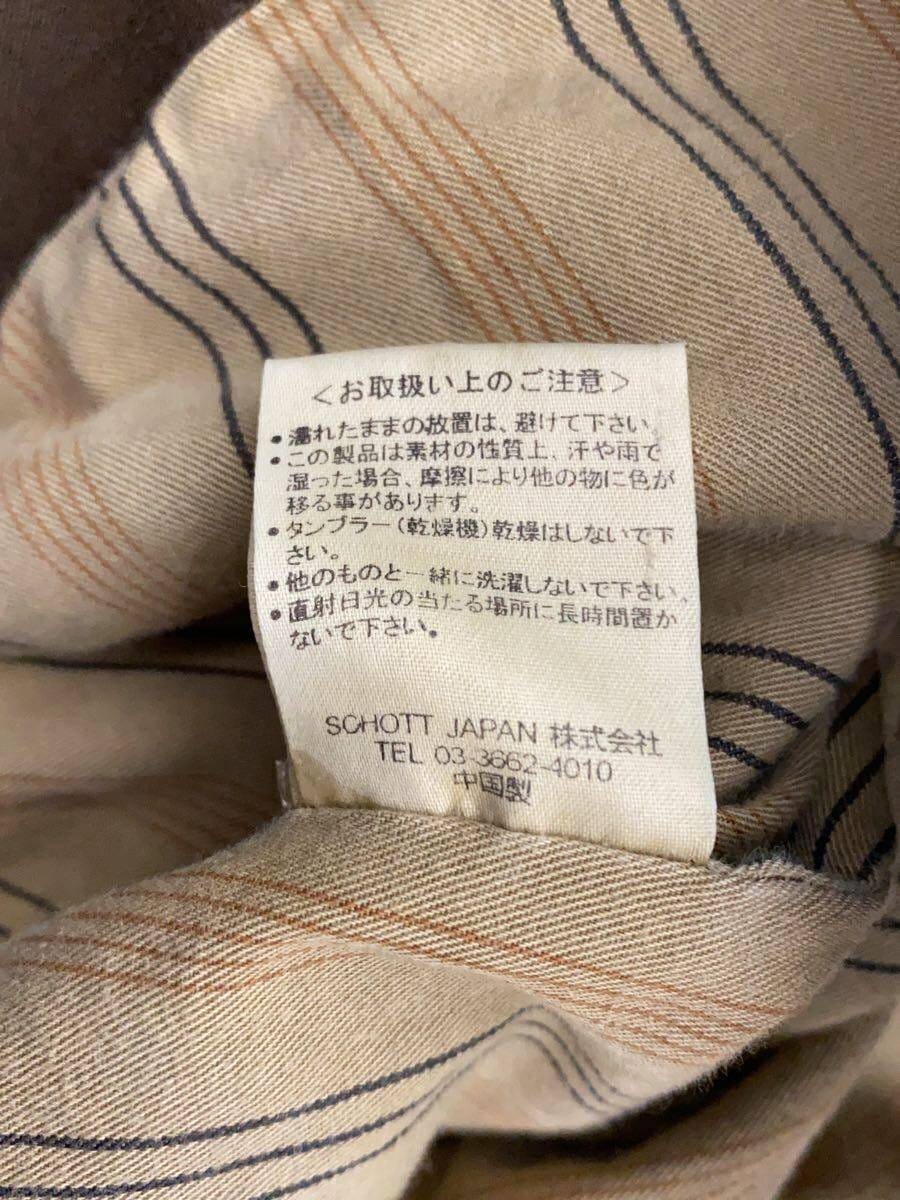 ＜お取扱い上のご注意＞
●濡れたままの放置は、避けて下さい。
●この製品は素材の性質上、汗や雨で
湿った場合、摩擦により他の物に色が
移る事があります。
●タンブラー(乾燥機)乾燥はしないで下
さい。
●他のものと一緒に洗濯しないで下さい。
●直射日光の当たる場所に長時間置か
ないで下さい。
SCHOTT JAPAN 株式会社
TEL 03-3662-4010
中国製